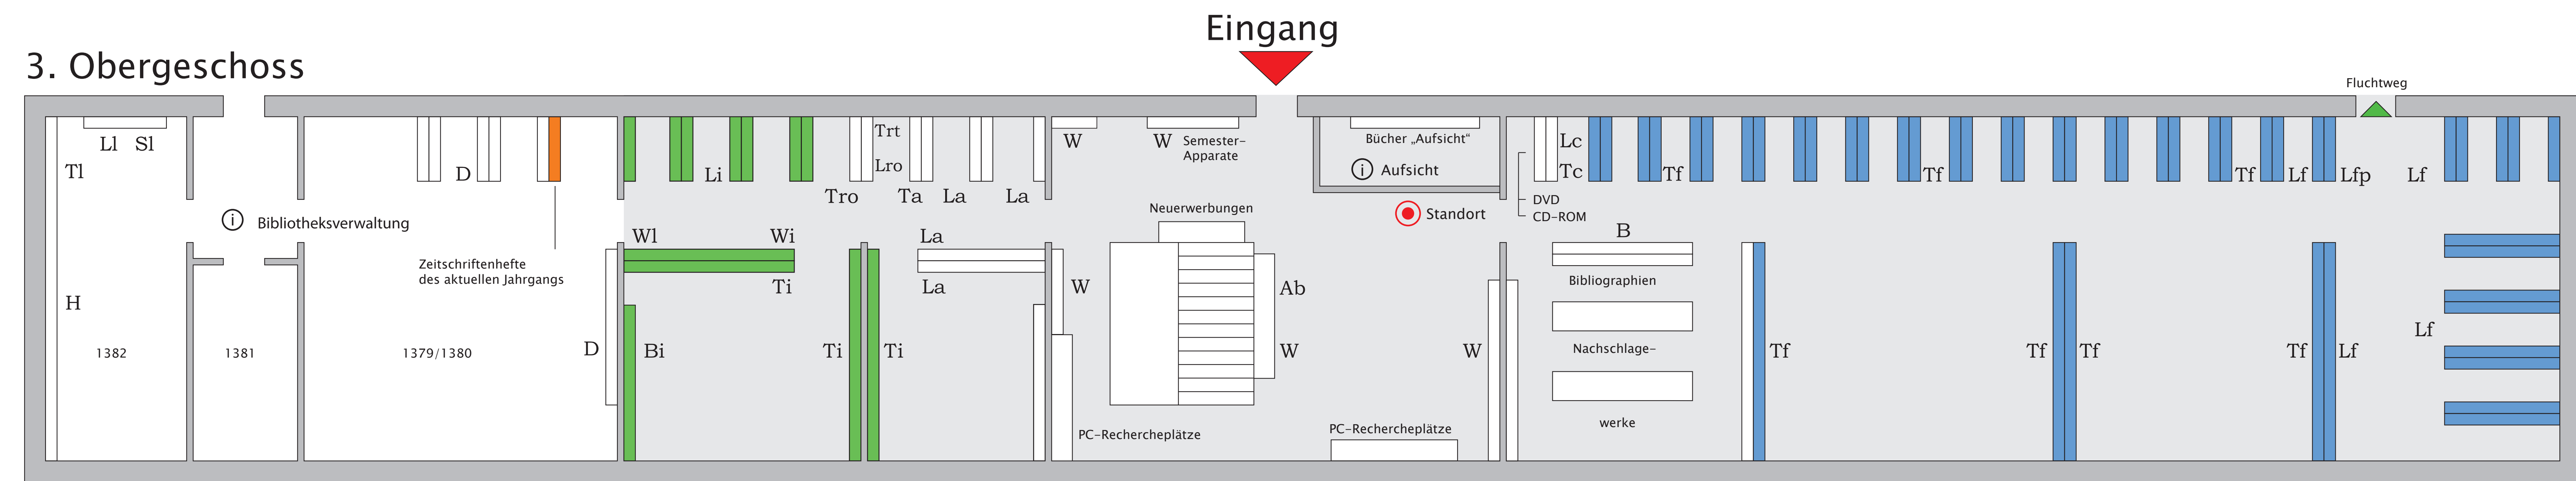 Eingang
3. Obergeschoss
Fluchtweg
Ll Sl
Tl
H
1382
i Bibliotheksverwaltung
1381
D
Zeitschriftenhefte
des aktuellen Jahrgangs
1379/1380
D
Li
Trt
Lro
Tro
Ta
La
La
Wl
Wi
Ti
Bi
Ti
Ti
La
La
W
W
Semester-
Apparate
Neuerwerbungen
W
Ab
W
PC-Rechercheplätze
PC-Rechercheplätze
Bücher „Aufsicht“
i Aufsicht
Standort
W
Lc
Tc
DVD
CD-ROM
B
Bibliographien
Nachschlage-
werke
Tf
Tf
Tf
Lf
Lfp
Lf
Tf
Tf
Tf
Tf
Lf
Lf